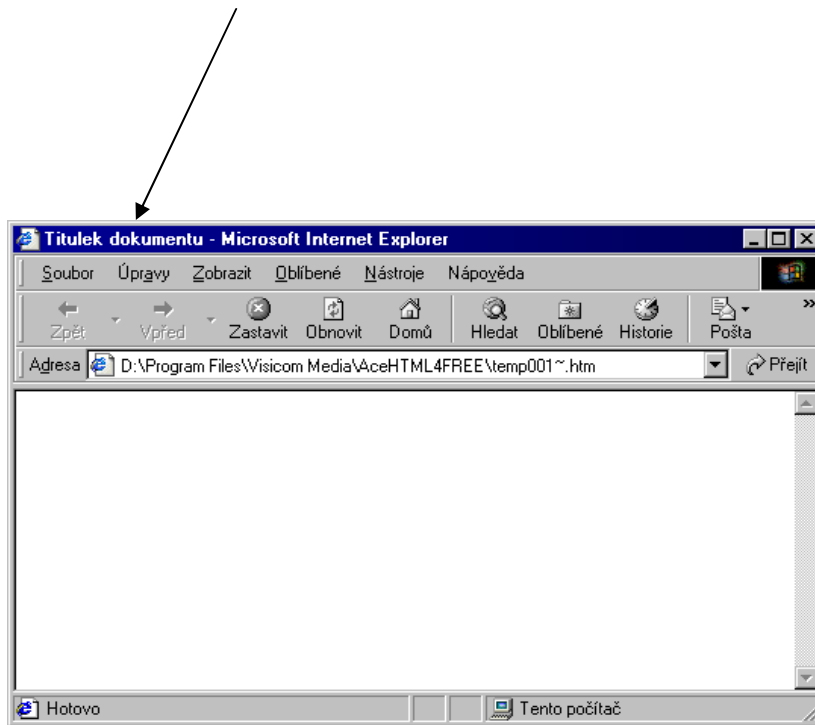 Titulek dokumentu - Microsoft Internet Explorer
Soubor Úpravy Zobrazit Oblíbené Nástroje Nápověda
Zpět Vpřed Zastavit Obnovit Domů Hledat Oblíbené Historie Pošta »
Adresa D:\Program Files\Visicom Media\AceHTML4FREE\temp001~.htm Přejít
Hotovo Tento počítač